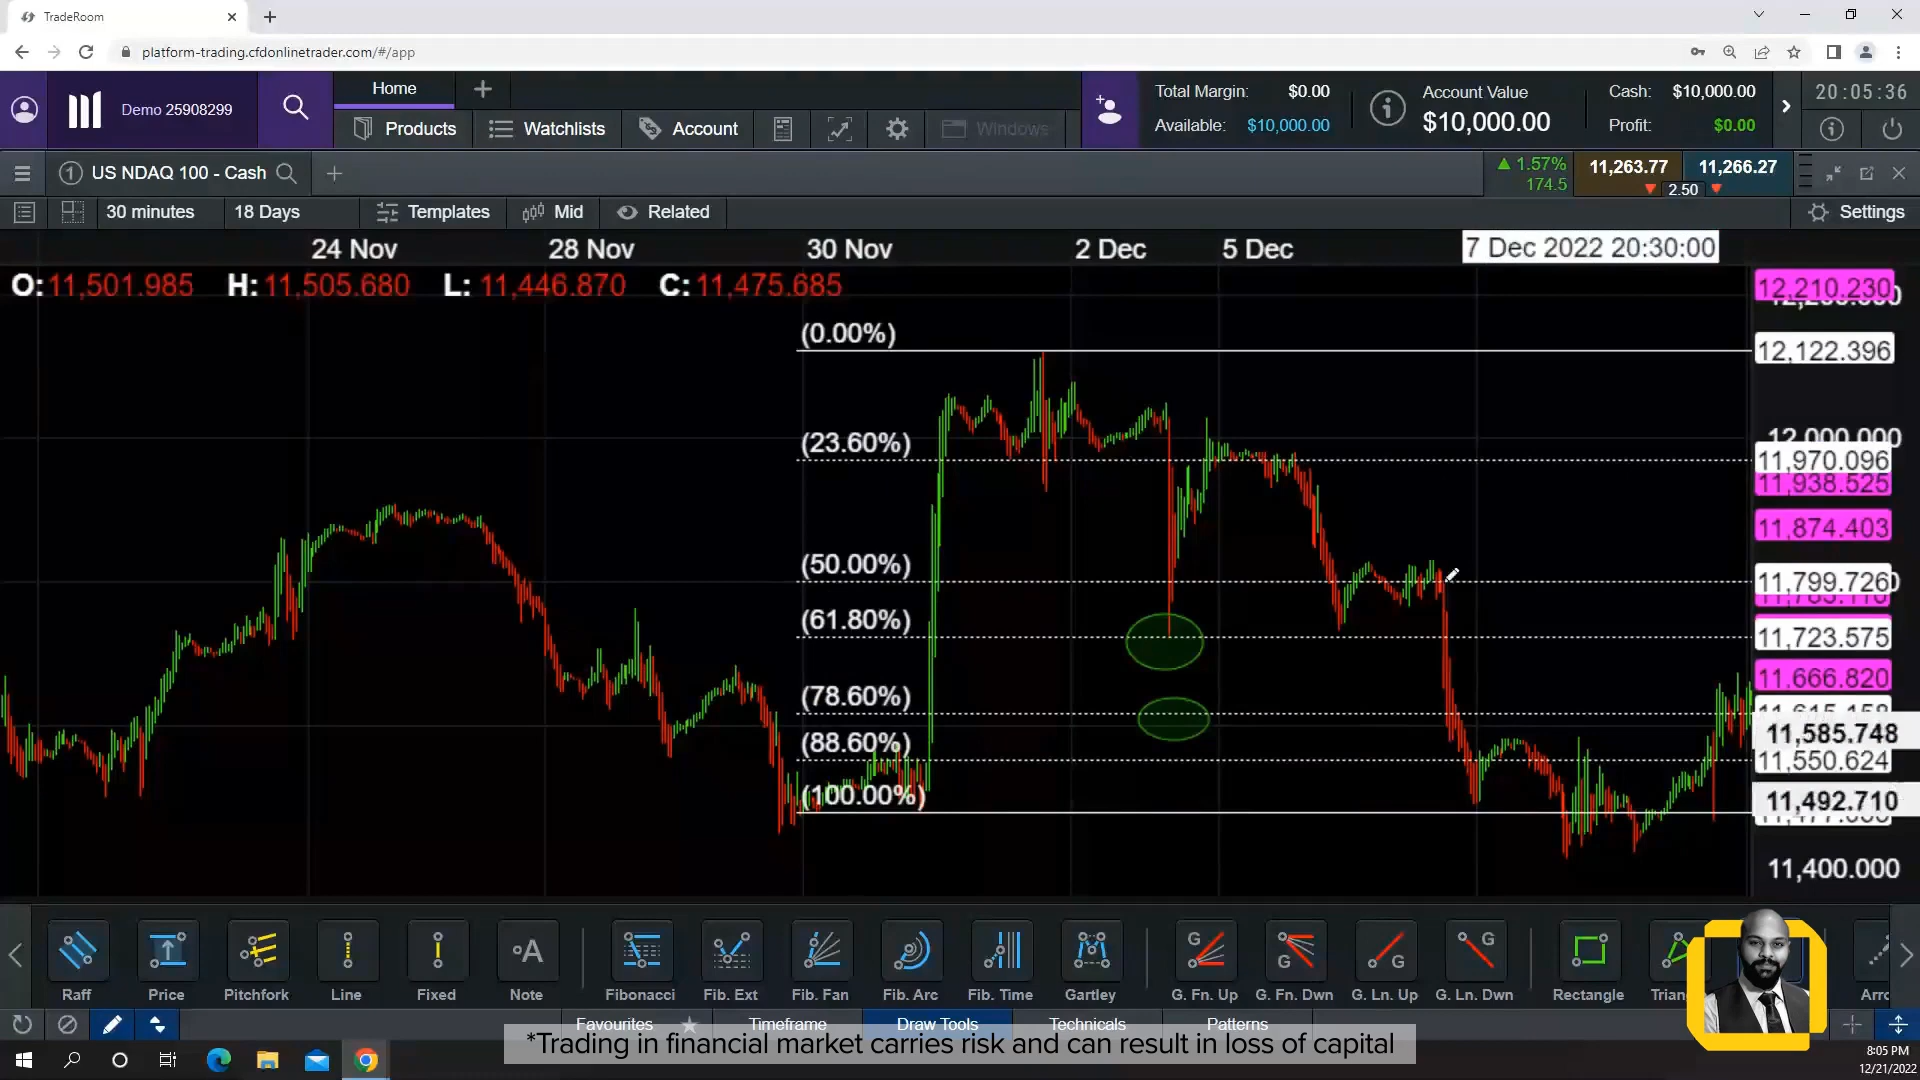 TradeRoom
platform-trading.cfdonlinetrader.com/#/app
Demo 25908299
Home
Products
Watchlists
Account
Windows
Total Margin: $0.00
Available: $10,000.00
Account Value
$10,000.00
Cash: $10,000.00
Profit: $0.00
20:05:36
1 US NDAQ 100 - Cash
1.57%
174.5
11,263.77
11,266.27
2.50
30 minutes
18 Days
Templates
Mid
Related
Settings
24 Nov
28 Nov
30 Nov
2 Dec
5 Dec
7 Dec 2022 20:30:00
O:11,501.985 H:11,505.680 L:11,446.870 C:11,475.685
12,210.230
(0.00%)
12,122.396
12,000.000
(23.60%)
11,970.096
11,938.525
11,874.403
(50.00%)
11,799.726
(61.80%)
11,723.575
11,666.820
(78.60%)
11,585.748
(88.60%)
11,550.624
(100.00%)
11,492.710
11,400.000
Raff
Price
Pitchfork
Line
Fixed
A
Note
Fibonacci
Fib. Ext
Fib. Fan
Fib. Arc
Fib. Time
Gartley
G
G. Fn. Up
G
G. Fn. Dwn
G
G. Ln. Up
G
G. Ln. Dwn
Rectangle
Favourites
Timeframe
Draw Tools
Technicals
Patterns
*Trading in financial market carries risk and can result in loss of capital
8:05 PM
12/21/2022